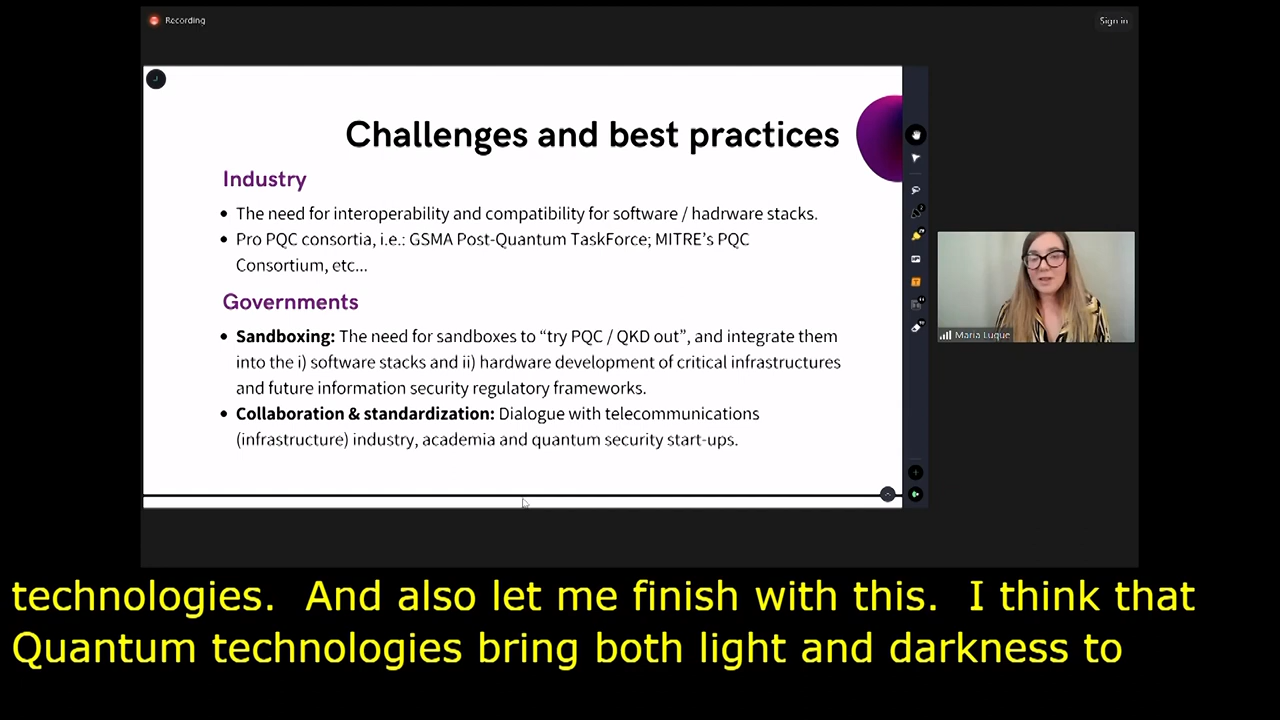 Recording
Sign in
Challenges and best practices
Industry
The need for interoperability and compatibility for software / hadrware stacks.
Pro PQC consortia, i.e.: GSMA Post-Quantum TaskForce; MITRE’s PQC
Consortium, etc...
Governments
Sandboxing: The need for sandboxes to “try PQC / QKD out”, and integrate them
into the i) software stacks and ii) hardware development of critical infrastructures
and future information security regulatory frameworks.
Collaboration & standardization: Dialogue with telecommunications
(infrastructure) industry, academia and quantum security start-ups.
Maria Luque
technologies. And also let me finish with this. I think that
Quantum technologies bring both light and darkness to